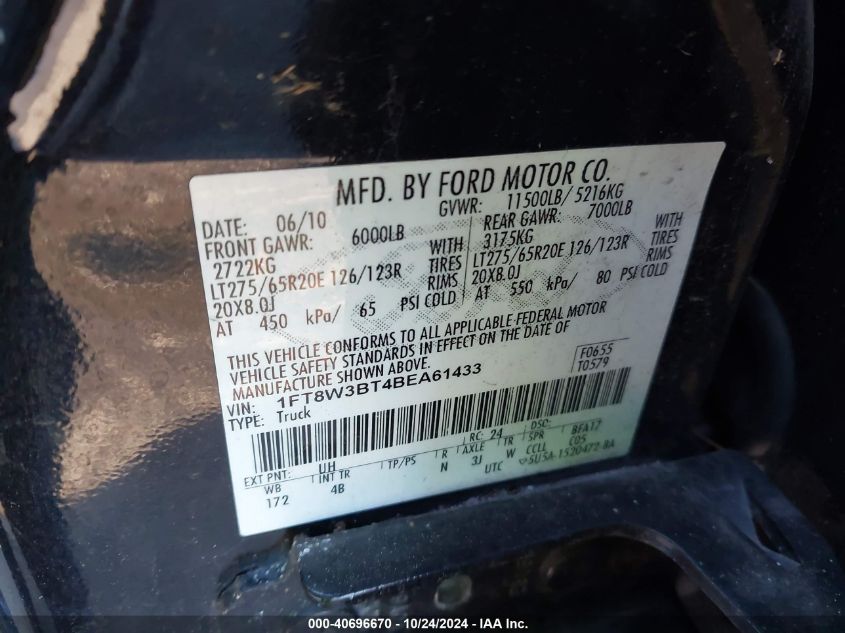 MFD. BY FORD MOTOR CO.
DATE: 06/10 GVWR: 11500LB/ 5216KG
FRONT GAWR: 6000LB REAR GAWR: 7000LB
2722KG WITH 3175KG WITH
LT275/65R20E 126/123R TIRES LT275/65R20E 126/123R TIRES
20X8.0J RIMS 20X8.0J RIMS
AT 450 kPa/ 65 PSI COLD AT 550 kPa/ 80 PSI COLD
THIS VEHICLE CONFORMS TO ALL APPLICABLE FEDERAL MOTOR
VEHICLE SAFETY STANDARDS IN EFFECT ON THE DATE OF
MANUFACTURE SHOWN ABOVE.
VIN: 1FT8W3BT4BEA61433 F0655
TYPE: Truck T0579
RC: 24 DSO:
EXT PNT: UH R AXLE TR SPR BFA17
WB INT TR TP/PS N 3J W CCLL C05
172 4B UTC 5U5A-1520472-BA
000-40696670 - 10/24/2024 - IAA Inc.